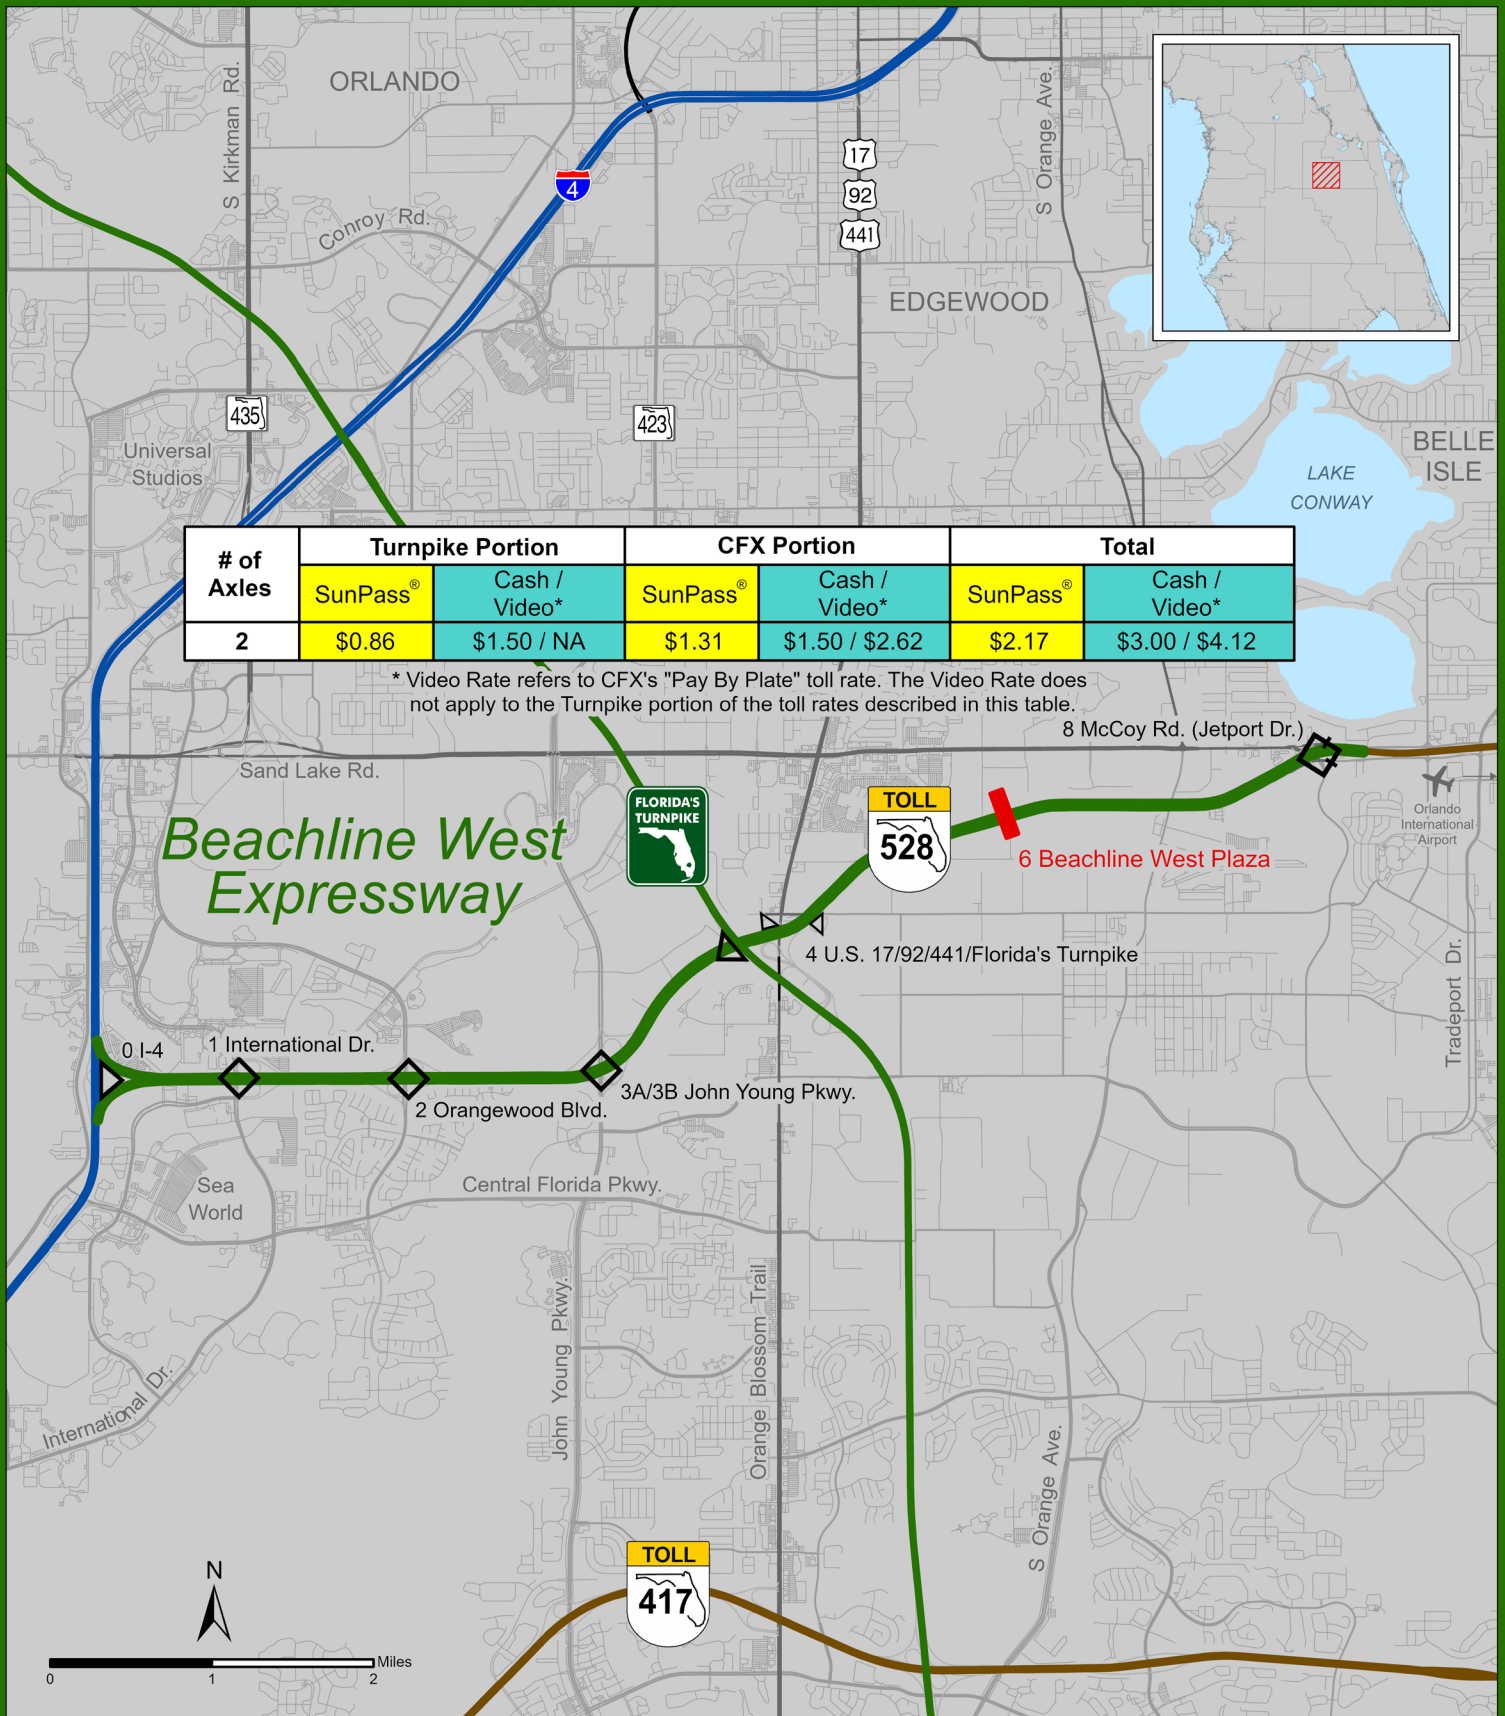 ORLANDO
S Kirkman Rd.
Conroy Rd.
4
17
92
441
S Orange Ave.
EDGEWOOD
435
423
Universal
Studios
BELLE
ISLE
LAKE
CONWAY
# of
Axles
Turnpike Portion
CFX Portion
Total
SunPass®
Cash /
Video*
SunPass®
Cash /
Video*
SunPass®
Cash /
Video*
2
$0.86
$1.50 / NA
$1.31
$1.50 / $2.62
$2.17
$3.00 / $4.12
* Video Rate refers to CFX's "Pay By Plate" toll rate. The Video Rate does
not apply to the Turnpike portion of the toll rates described in this table.
8 McCoy Rd. (Jetport Dr.)
Sand Lake Rd.
Orlando
International
Airport
Beachline West
Expressway
FLORIDA'S
TURNPIKE
TOLL
528
6 Beachline West Plaza
4 U.S. 17/92/441/Florida's Turnpike
Tradeport Dr.
0 I-4
1 International Dr.
2 Orangewood Blvd.
3A/3B John Young Pkwy.
Sea
World
Central Florida Pkwy.
International Dr.
John Young Pkwy.
Orange Blossom Trail
S Orange Ave.
TOLL
417
N
Miles
0
1
2